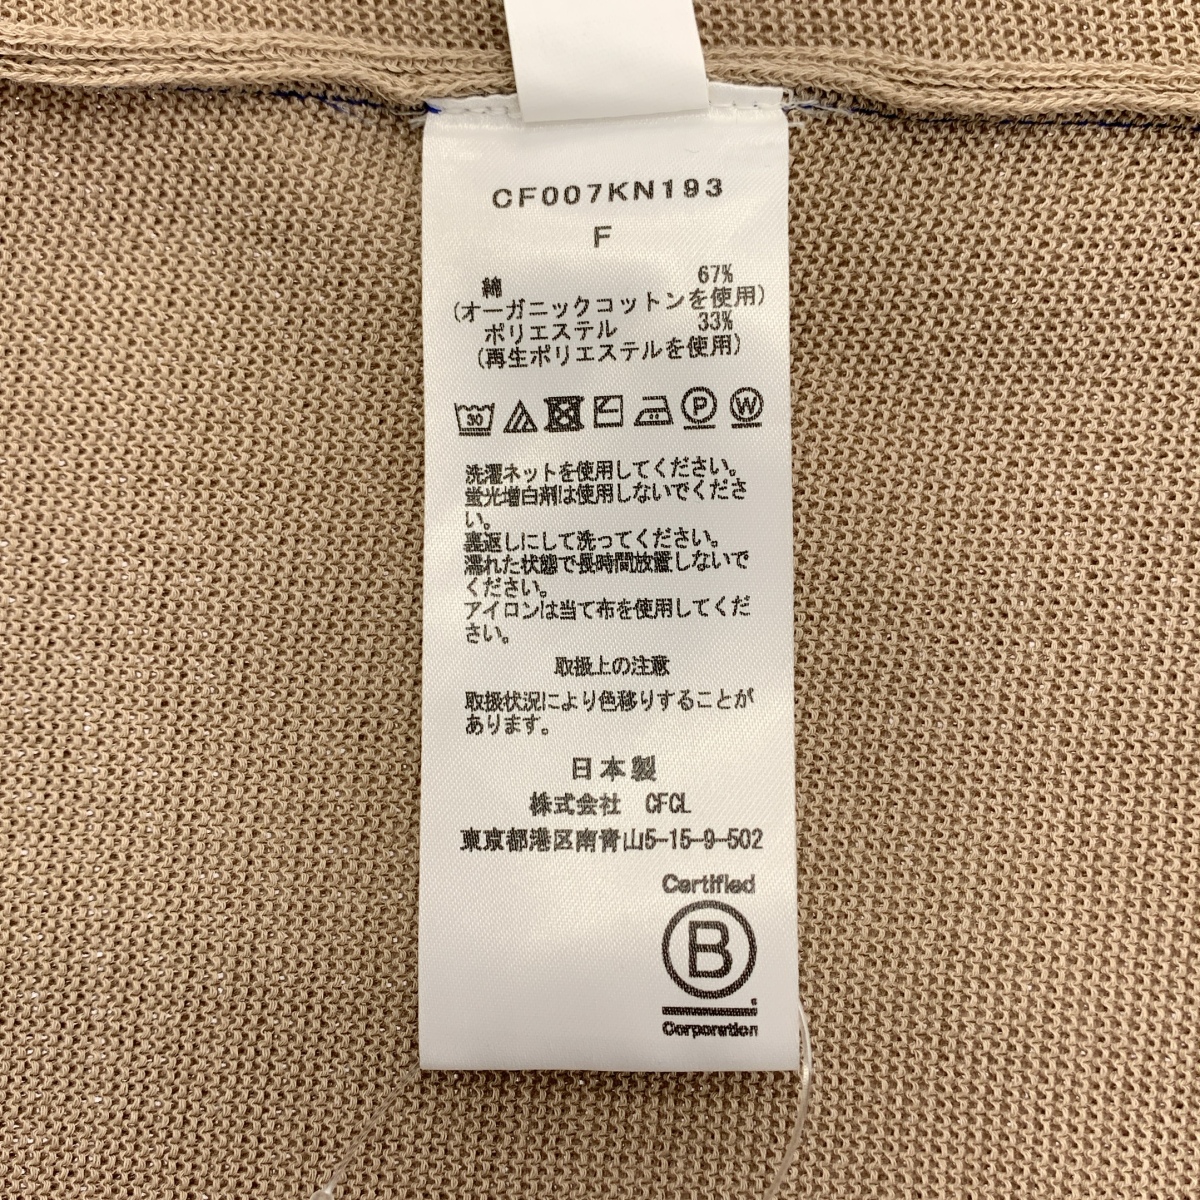 CF007KN193
F
綿 67%
(オーガニックコットンを使用)
ポリエステル 33%
(再生ポリエステルを使用)
30 P W
洗濯ネットを使用してください。
蛍光増白剤は使用しないでくださ
い。
裏返しにして洗ってください。
濡れた状態で長時間放置しないで
ください。
アイロンは当て布を使用してくだ
さい。
取扱上の注意
取扱状況により色移りすることが
あります。
日本製
株式会社 CFCL
東京都港区南青山5-15-9-502
Certified
B
Corporation